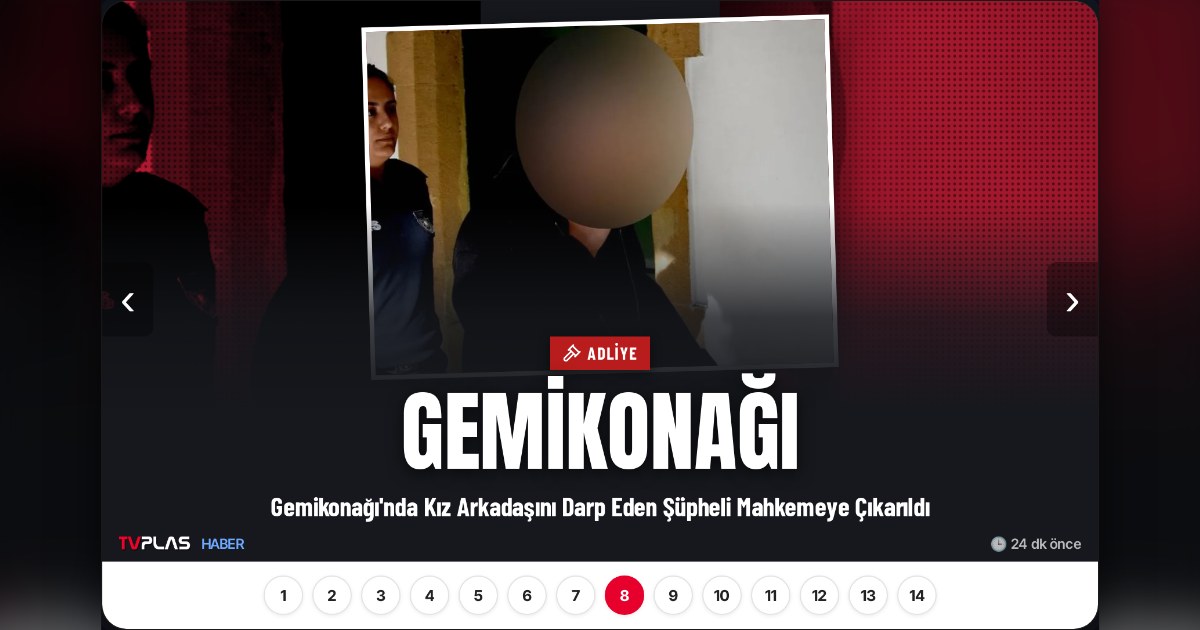 ADLİYE
GEMİKONAĞI
Gemikonağı'nda Kız Arkadaşını Darp Eden Şüpheli Mahkemeye Çıkarıldı
TVPLAS HABER
24 dk önce
1 2 3 4 5 6 7 8 9 10 11 12 13 14